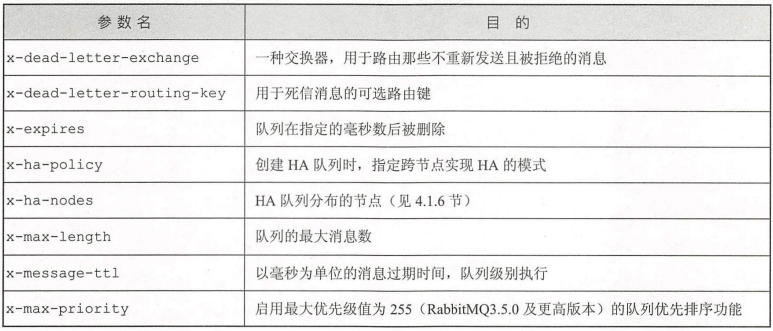 参数名 目的
x-dead-letter-exchange 一种交换器，用于路由那些不重新发送且被拒绝的消息
x-dead-letter-routing-key 用于死信消息的可选路由键
x-expires 队列在指定的毫秒数后被删除
x-ha-policy 创建 HA 队列时，指定跨节点实现 HA 的模式
x-ha-nodes HA 队列分布的节点（见 4.1.6 节）
x-max-length 队列的最大消息数
x-message-ttl 以毫秒为单位的消息过期时间，队列级别执行
x-max-priority 启用最大优先级值为 255（RabbitMQ3.5.0 及更高版本）的队列优先排序功能